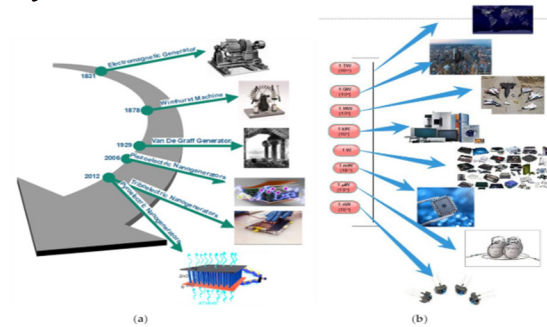 (a)
Electromagnetic Generator
1831
Wimhurst Machine
1878
Van De Graff Generator
1929
Piezoelectric Nanogenerators
2006
Triboelectric Nanogenerators
2012
Pyroelectric Nanogenerators
(b)
1 TW
1 GW
1 MW
1 kW
1 W
1 mW
1 µW
1 nW